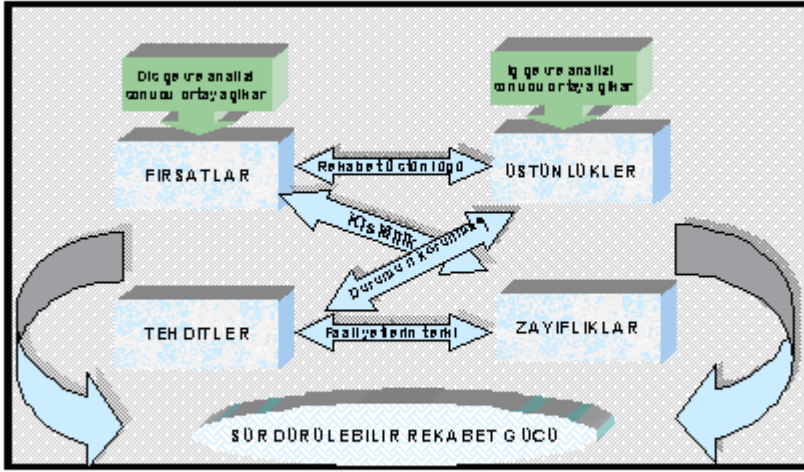 Dış çevre analizi
sonucu ortaya çıkar
İç çevre analizi
sonucu ortaya çıkar
FIRSATLAR
Rekabet üstünlüğü
ÜSTÜNLÜKLER
Kısıtlılık
Durumun korunması
TEHDİTLER
Faaliyetlerin terki
ZAYIFLIKLAR
SÜRDÜRÜLEBİLİR REKABET GÜCÜ